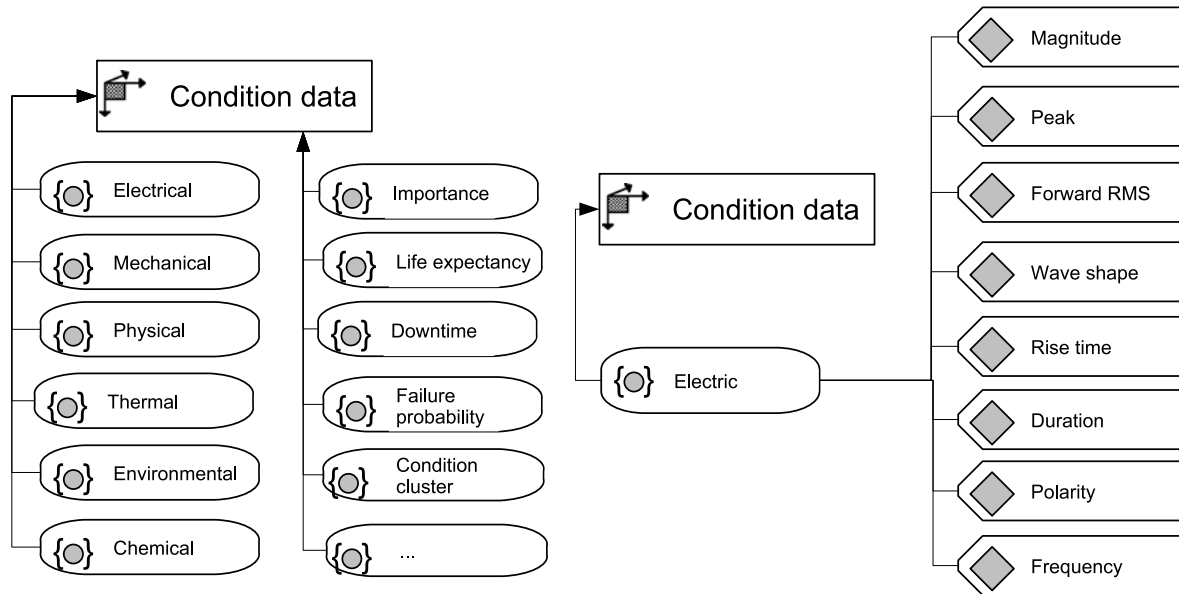 Condition data
Electrical
Mechanical
Physical
Thermal
Environmental
Chemical
Importance
Life expectancy
Downtime
Failure
probability
Condition
cluster
...
Condition data
Electric
Magnitude
Peak
Forward RMS
Wave shape
Rise time
Duration
Polarity
Frequency